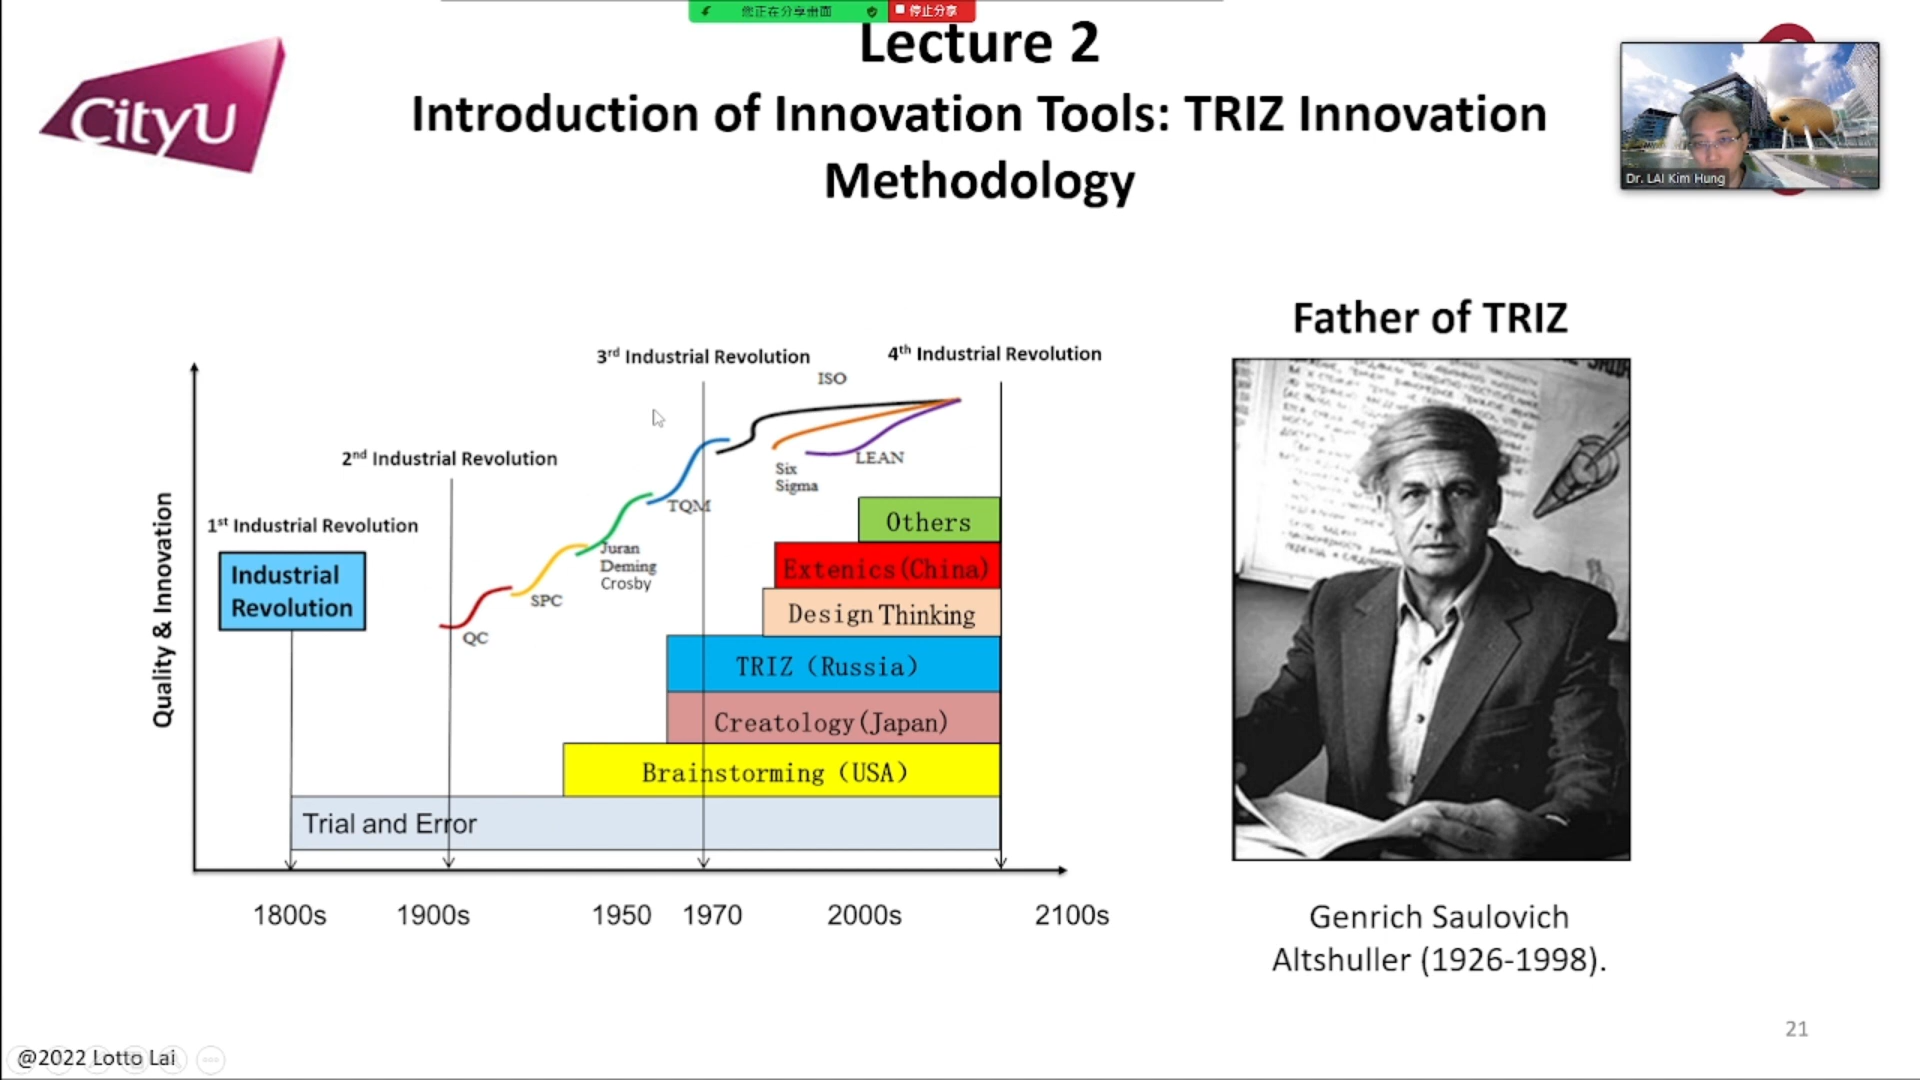 您正在分享畫面
停止分享
Lecture 2
Introduction of Innovation Tools: TRIZ Innovation
Methodology
CityU
Dr. LAI Kim Hung
Father of TRIZ
3rd Industrial Revolution
4th Industrial Revolution
ISO
2nd Industrial Revolution
LEAN
Six
Sigma
TQM
1st Industrial Revolution
Others
Juran
Deming
Crosby
Extenics(China)
Industrial
Revolution
SPC
Design Thinking
QC
TRIZ（Russia）
Creatology(Japan)
Brainstorming（USA）
Trial and Error
Quality & Innovation
1800s
1900s
1950
1970
2000s
2100s
Genrich Saulovich
Altshuller (1926-1998).
21
@2022 Lotto Lai